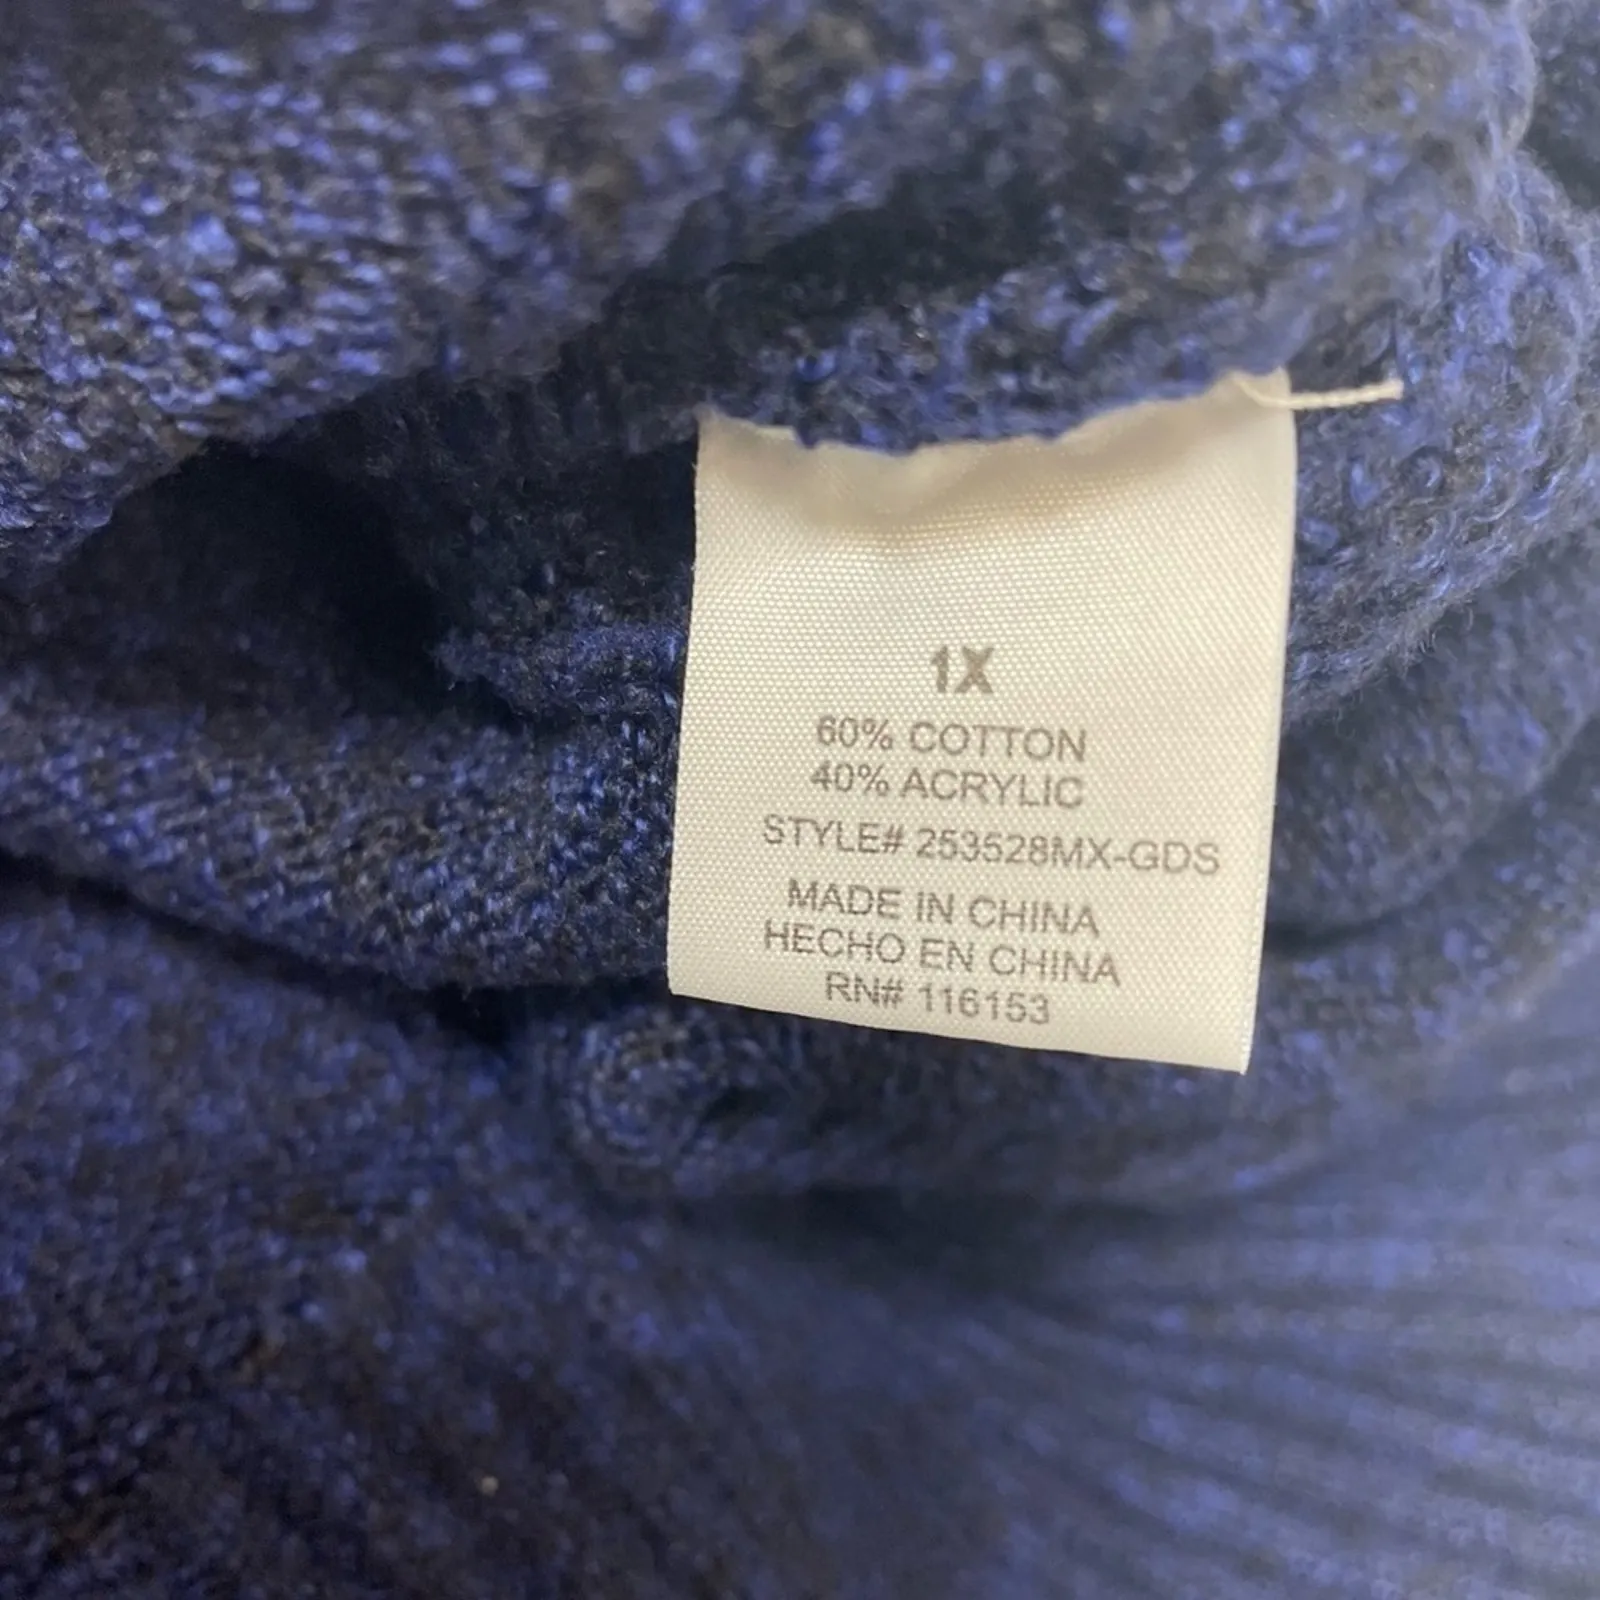 1X
60% COTTON
40% ACRYLIC
STYLE# 253528MX-GDS
MADE IN CHINA
HECHO EN CHINA
RN# 116153